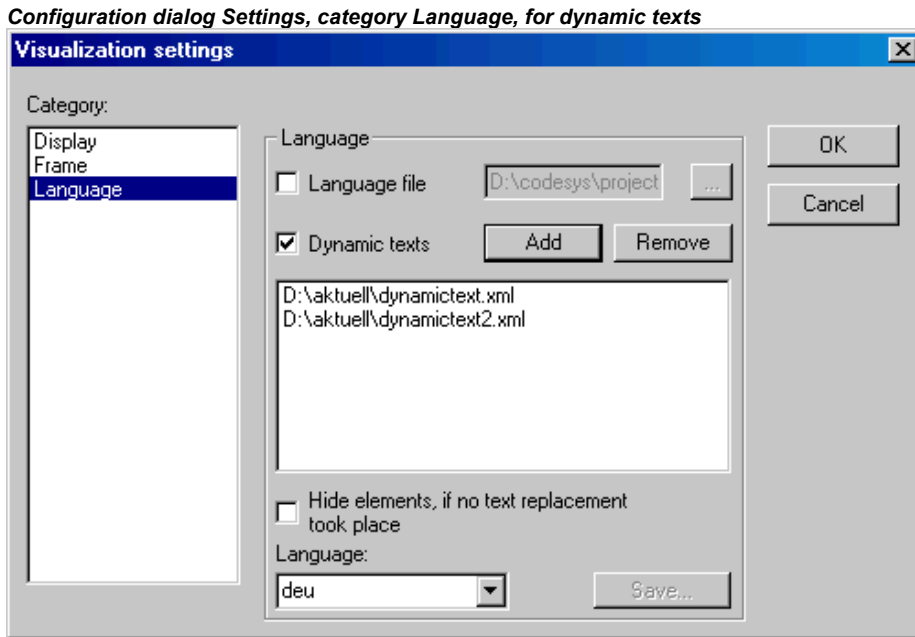 Configuration dialog Settings, category Language, for dynamic texts
Visualization settings
Category:
Display
Frame
Language
Language
Language file
D:\codesys\project
...
Dynamic texts
Add
Remove
D:\aktuell\dynamictext.xml
D:\aktuell\dynamictext2.xml
Hide elements, if no text replacement
took place
Language:
deu
Save...
OK
Cancel